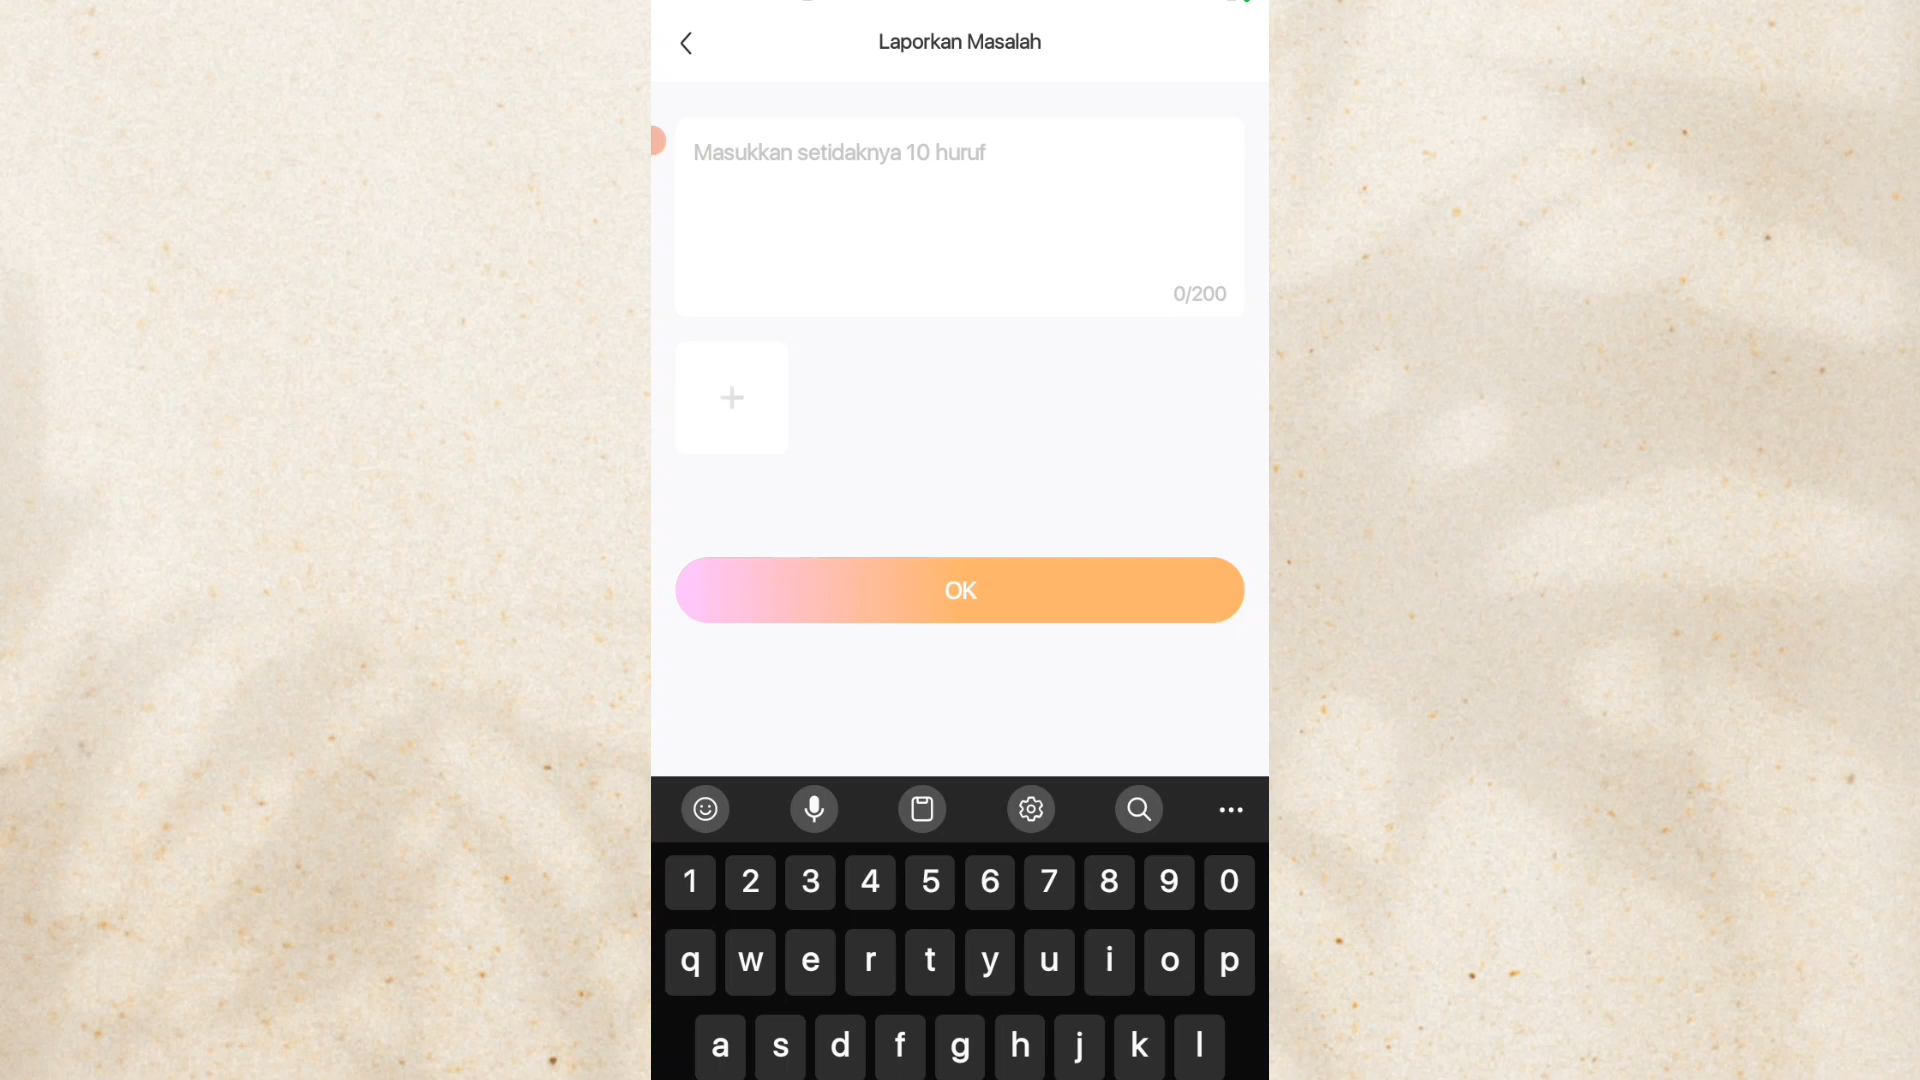 Laporkan Masalah
Masukkan setidaknya 10 huruf
0/200
OK
1 2 3 4 5 6 7 8 9 0
q w e r t y u i o p
a s d f g h j k l